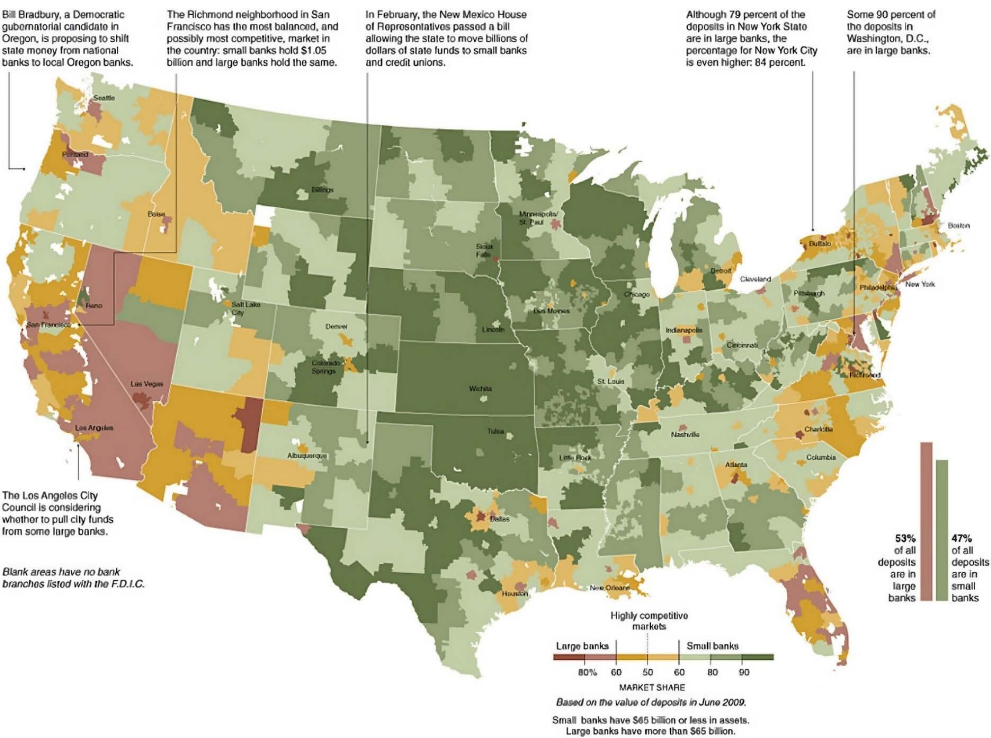 Bill Bradbury, a Democratic
gubernatorial candidate in
Oregon, is proposing to shift
state money from national
banks to local Oregon banks.
The Richmond neighborhood in San
Francisco has the most balanced, and
possibly most competitive, market in
the country: small banks hold $1.05
billion and large banks hold the same.
In February, the New Mexico House
of Representatives passed a bill
allowing the state to move billions of
dollars of state funds to small banks
and credit unions.
Although 79 percent of the
deposits in New York State
are in large banks, the
percentage for New York City
is even higher: 84 percent.
Some 90 percent of
the deposits in
Washington, D.C.,
are in large banks.
Seattle
Portland
Boise
Billings
Minneapolis/
St. Paul
Sioux
Falls
Buffalo
Boston
Detroit
Cleveland
New York
Philadelphia
Pittsburgh
Chicago
Des Moines
Reno
Salt Lake
City
San Francisco
Lincoln
Denver
Indianapolis
Cincinnati
Colorado
Springs
Richmond
Las Vegas
Wichita
St. Louis
Los Angeles
Tulsa
Nashville
Charlotte
Albuquerque
Little Rock
Columbia
Atlanta
Dallas
Houston
New Orleans
The Los Angeles City
Council is considering
whether to pull city funds
from some large banks.
Blank areas have no bank
branches listed with the F.D.I.C.
53%
of all
deposits
are in
large
banks
47%
of all
deposits
are in
small
banks
Highly competitive
markets
Large banks
Small banks
80% 60 50 60 80 90
MARKET SHARE
Based on the value of deposits in June 2009.
Small banks have $65 billion or less in assets.
Large banks have more than $65 billion.